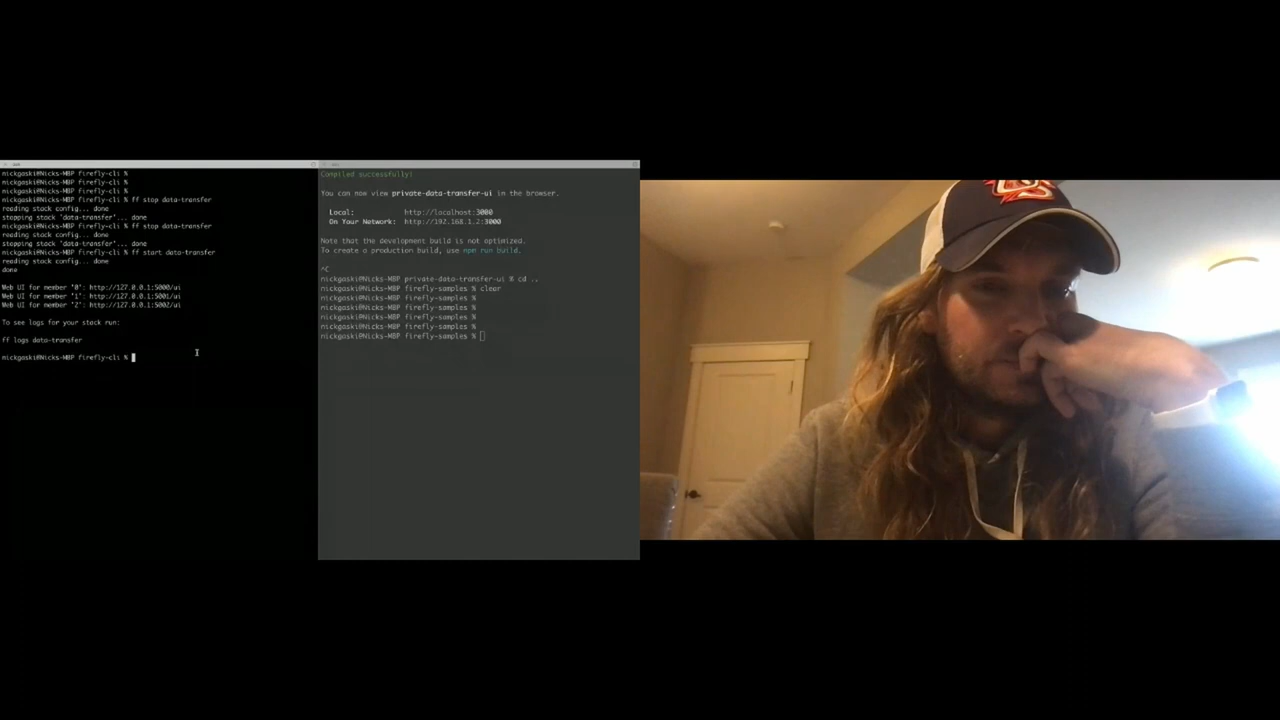 nickgaski@Nicks-MBP firefly-cli %
nickgaski@Nicks-MBP firefly-cli %
nickgaski@Nicks-MBP firefly-cli %
nickgaski@Nicks-MBP firefly-cli % ff stop data-transfer
reading stack config... done
stopping stack 'data-transfer'... done
nickgaski@Nicks-MBP firefly-cli % ff stop data-transfer
reading stack config... done
stopping stack 'data-transfer'... done
nickgaski@Nicks-MBP firefly-cli % ff start data-transfer
reading stack config... done
done
Web UI for member '0': http://127.0.0.1:5000/ui
Web UI for member '1': http://127.0.0.1:5001/ui
Web UI for member '2': http://127.0.0.1:5002/ui
To see logs for your stack run:
ff logs data-transfer
nickgaski@Nicks-MBP firefly-cli %
Compiled successfully!
You can now view private-data-transfer-ui in the browser.
Local: http://localhost:3000
On Your Network: http://192.168.1.2:3000
Note that the development build is not optimized.
To create a production build, use npm run build.
^C
nickgaski@Nicks-MBP private-data-transfer-ui % cd ..
nickgaski@Nicks-MBP firefly-samples % clear
nickgaski@Nicks-MBP firefly-samples %
nickgaski@Nicks-MBP firefly-samples %
nickgaski@Nicks-MBP firefly-samples %
nickgaski@Nicks-MBP firefly-samples %
nickgaski@Nicks-MBP firefly-samples %